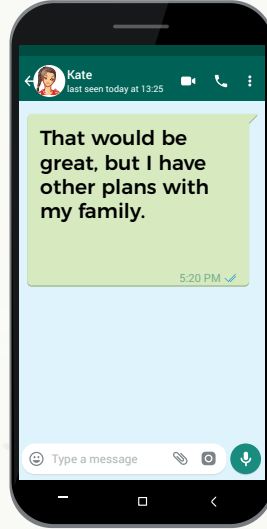 Kate
last seen today at 13:25
That would be
great, but I have
other plans with
my family.
5:20 PM
Type a message